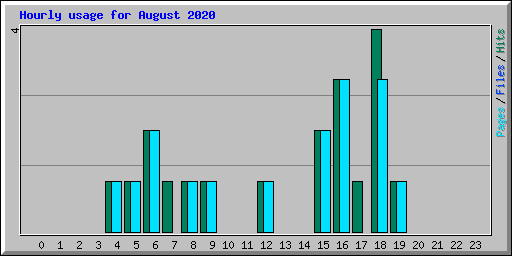 Hourly usage for August 2020
4
Pages/Files/Hits
0 1 2 3 4 5 6 7 8 9 10 11 12 13 14 15 16 17 18 19 20 21 22 23